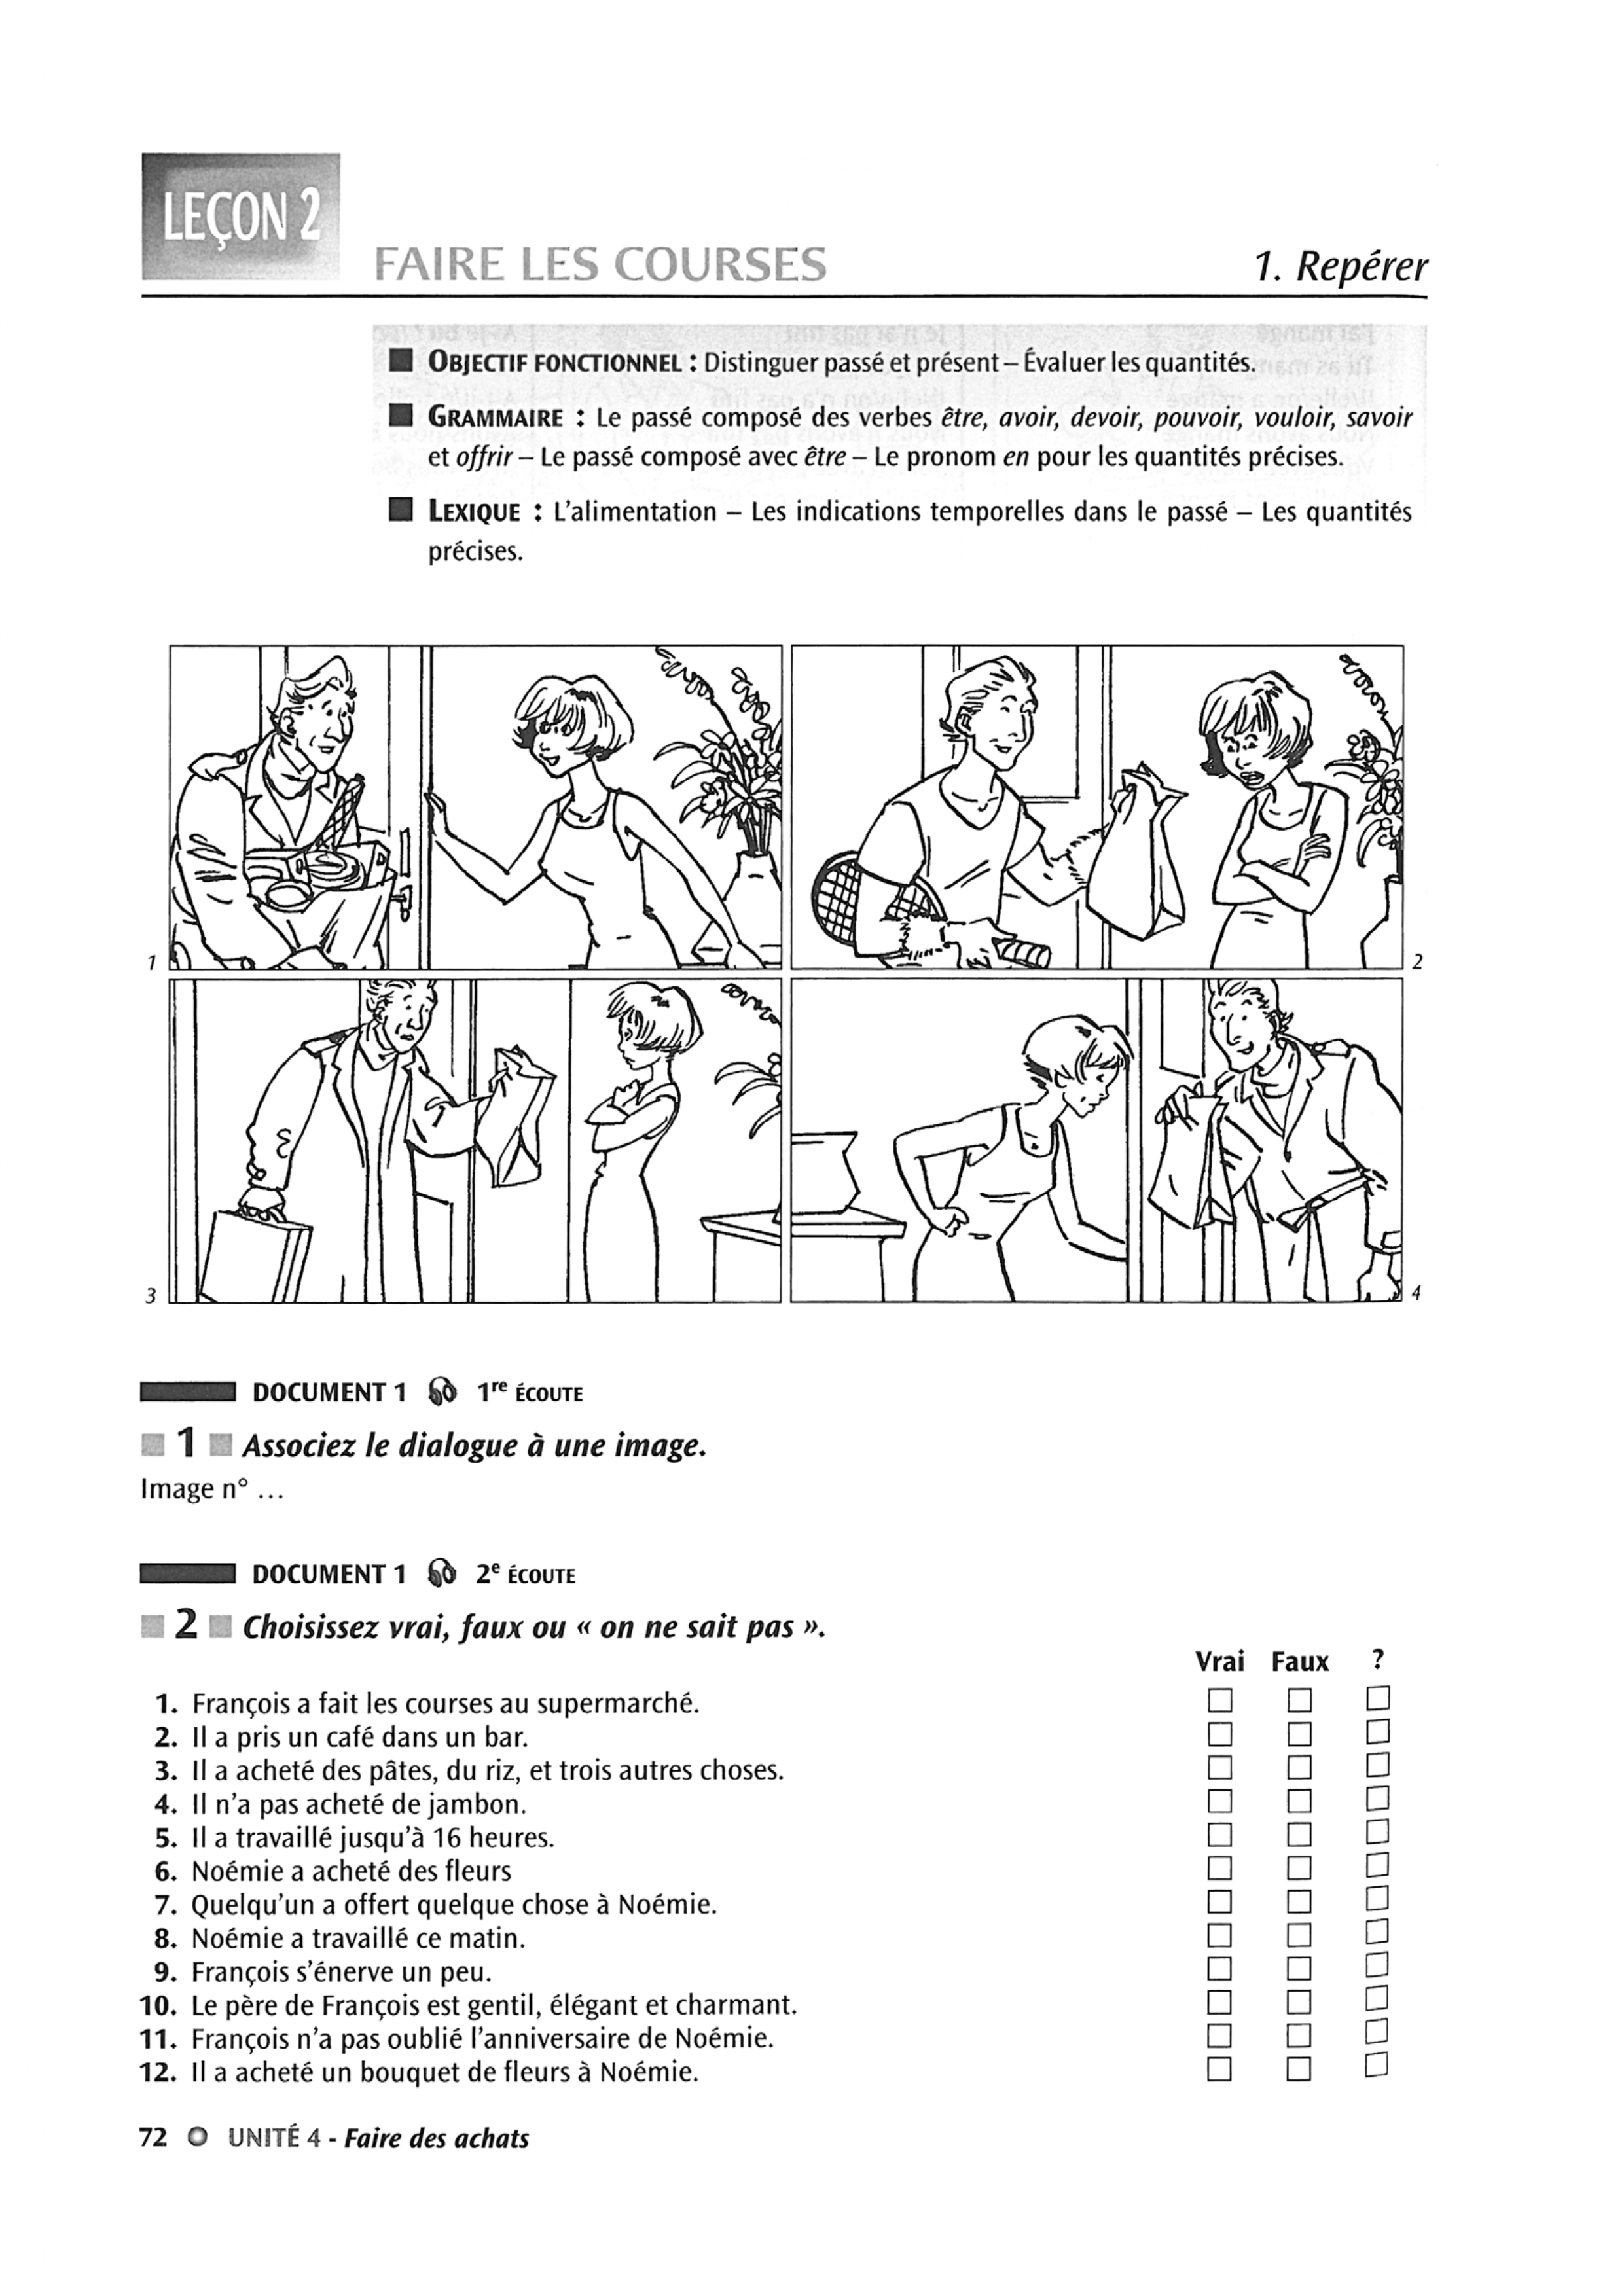 LEÇON 2
FAIRE LES COURSES
1. Repérer
■ OBJECTIF FONCTIONNEL : Distinguer passé et présent – Évaluer les quantités.
■ GRAMMAIRE : Le passé composé des verbes être, avoir, devoir, pouvoir, vouloir, savoir
et offrir – Le passé composé avec être – Le pronom en pour les quantités précises.
■ LEXIQUE : L'alimentation – Les indications temporelles dans le passé – Les quantités
précises.
1
2
3
4
DOCUMENT 1 1re ÉCOUTE
1 Associez le dialogue à une image.
Image n° ...
DOCUMENT 1 2e ÉCOUTE
2 Choisissez vrai, faux ou « on ne sait pas ».
Vrai Faux ?
1. François a fait les courses au supermarché.
2. Il a pris un café dans un bar.
3. Il a acheté des pâtes, du riz, et trois autres choses.
4. Il n'a pas acheté de jambon.
5. Il a travaillé jusqu'à 16 heures.
6. Noémie a acheté des fleurs
7. Quelqu'un a offert quelque chose à Noémie.
8. Noémie a travaillé ce matin.
9. François s'énerve un peu.
10. Le père de François est gentil, élégant et charmant.
11. François n'a pas oublié l'anniversaire de Noémie.
12. Il a acheté un bouquet de fleurs à Noémie.
72 UNITÉ 4 - Faire des achats